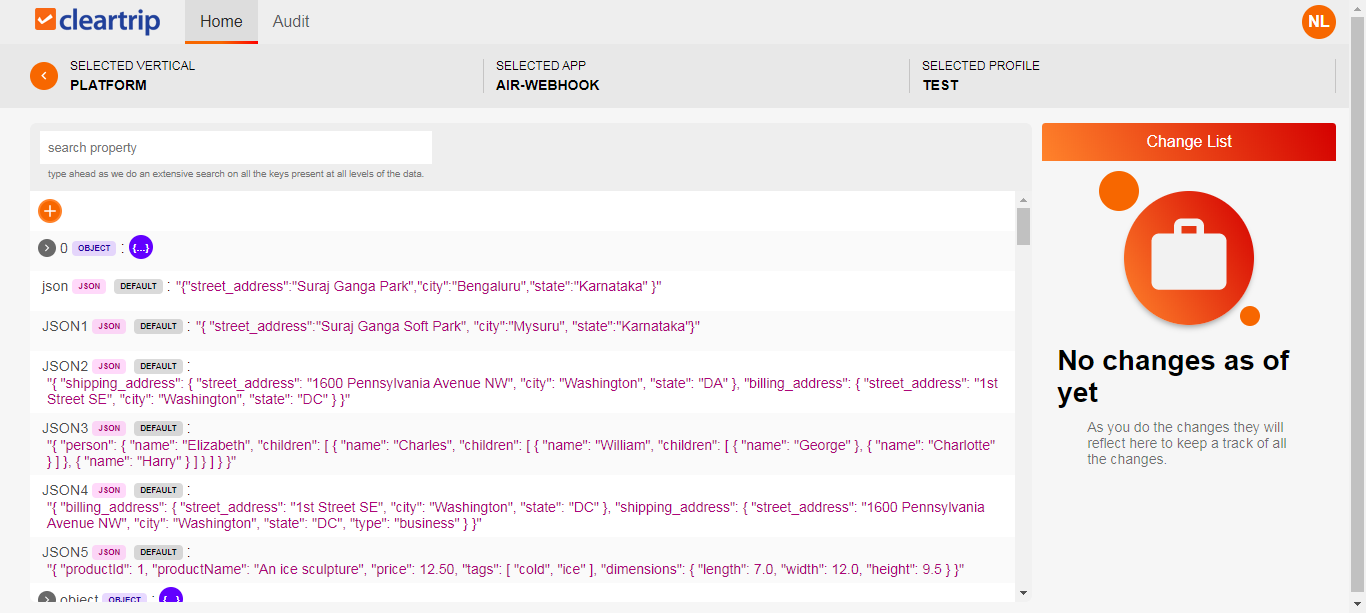 cleartrip
Home
Audit
NL
SELECTED VERTICAL
PLATFORM
SELECTED APP
AIR-WEBHOOK
SELECTED PROFILE
TEST
search property
type ahead as we do an extensive search on all the keys present at all levels of the data.
0 OBJECT : {...}
json JSON DEFAULT : "{"street_address":"Suraj Ganga Park","city":"Bengaluru","state":"Karnataka" }"
JSON1 JSON DEFAULT : "{ "street_address":"Suraj Ganga Soft Park", "city":"Mysuru", "state":"Karnataka"}"
JSON2 JSON DEFAULT :
"{ "shipping_address": { "street_address": "1600 Pennsylvania Avenue NW", "city": "Washington", "state": "DA" }, "billing_address": { "street_address": "1st
Street SE", "city": "Washington", "state": "DC" } }"
JSON3 JSON DEFAULT :
"{ "person": { "name": "Elizabeth", "children": [ { "name": "Charles", "children": [ { "name": "William", "children": [ { "name": "George" }, { "name": "Charlotte"
} ] }, { "name": "Harry" } ] } ] } }"
JSON4 JSON DEFAULT :
"{ "billing_address": { "street_address": "1st Street SE", "city": "Washington", "state": "DC" }, "shipping_address": { "street_address": "1600 Pennsylvania
Avenue NW", "city": "Washington", "state": "DC", "type": "business" } }"
JSON5 JSON DEFAULT :
"{ "productId": 1, "productName": "An ice sculpture", "price": 12.50, "tags": [ "cold", "ice" ], "dimensions": { "length": 7.0, "width": 12.0, "height": 9.5 } }"
object OBJECT : {...}
Change List
No changes as of
yet
As you do the changes they will
reflect here to keep a track of all
the changes.